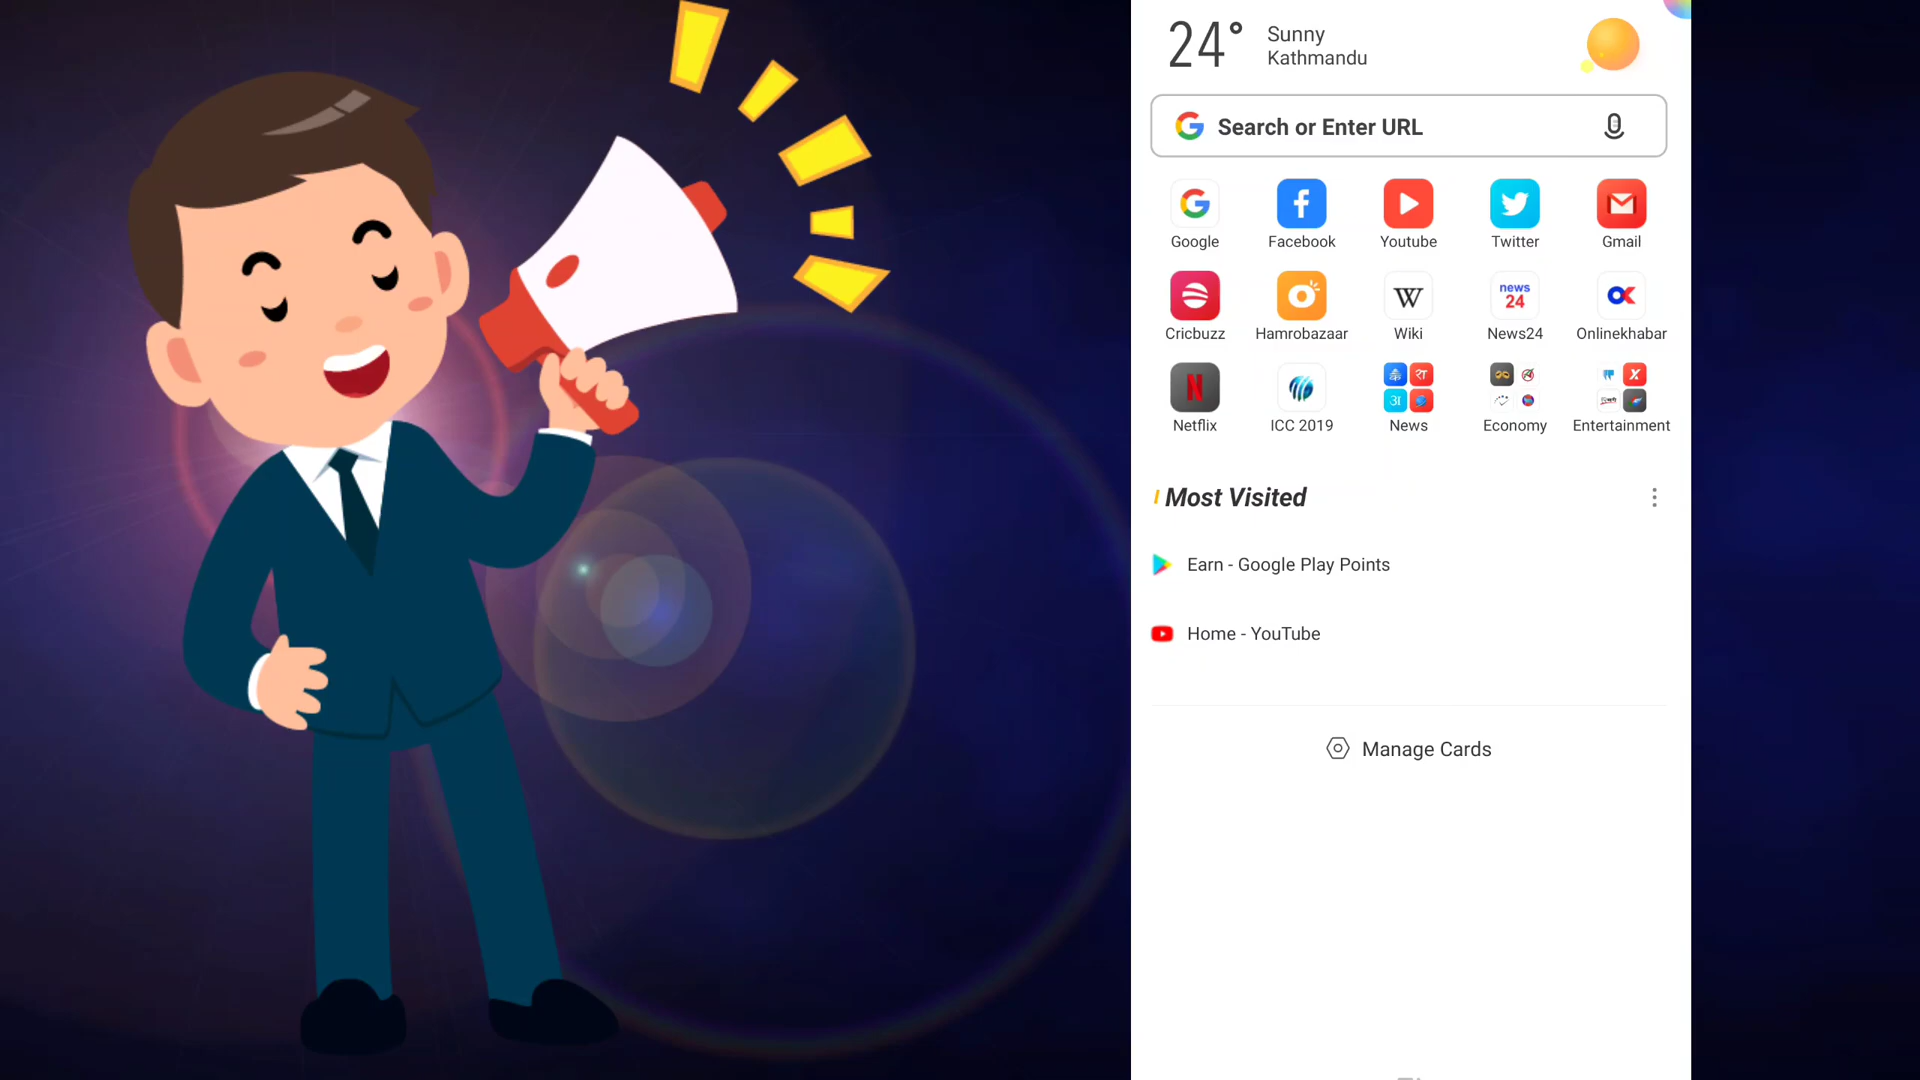 24°
Sunny
Kathmandu
Search or Enter URL
Google
Facebook
Youtube
Twitter
Gmail
news
24
Cricbuzz
Hamrobazaar
Wiki
News24
Onlinekhabar
Netflix
ICC 2019
News
Economy
Entertainment
Most Visited
Earn - Google Play Points
Home - YouTube
Manage Cards